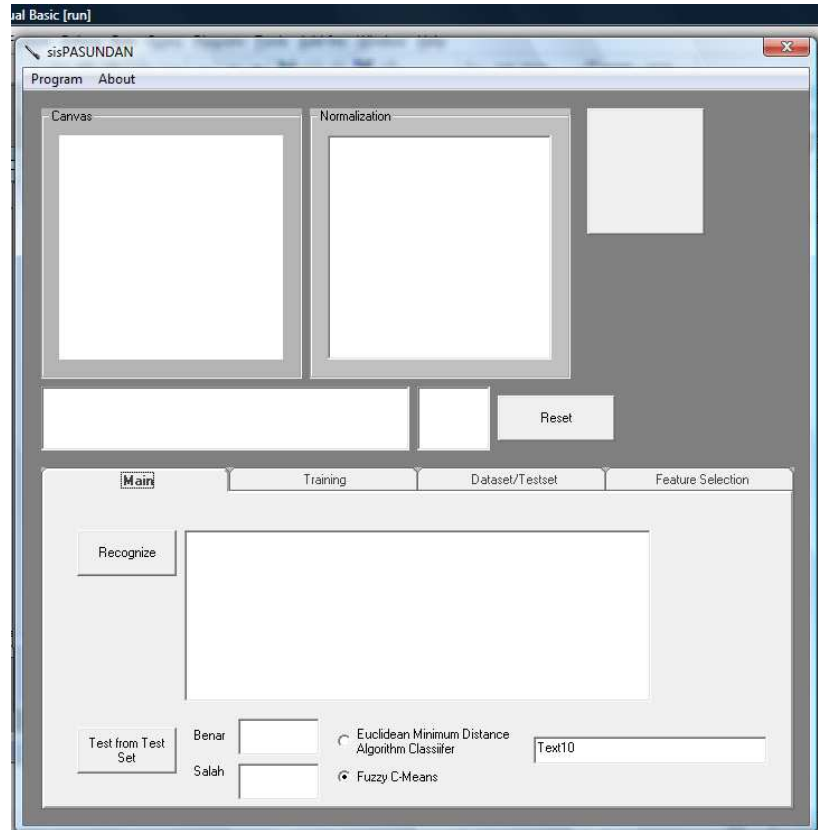 ual Basic [run]
sisPASUNDAN
Program About
Canvas
Normalization
Reset
Main Training Dataset/Testset Feature Selection
Recognize
Test from Test
Set
Benar
Salah
Euclidean Minimum Distance
Algorithm Classiifer
Fuzzy C-Means
Text10